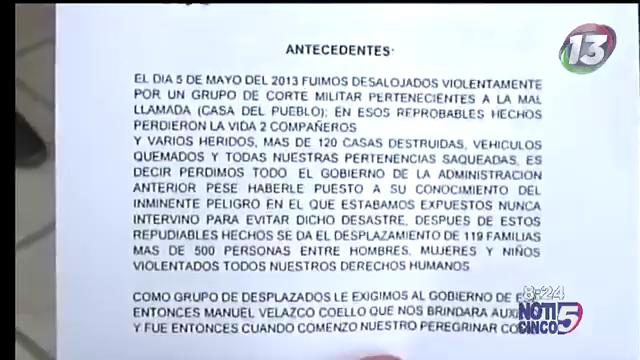 ANTECEDENTES:
13
EL DIA 5 DE MAYO DEL 2013 FUIMOS DESALOJADOS VIOLENTAMENTE
POR UN GRUPO DE CORTE MILITAR PERTENECIENTES A LA MAL
LLAMADA (CASA DEL PUEBLO); EN ESOS REPROBABLES HECHOS
PERDIERON LA VIDA 2 COMPAÑEROS
Y VARIOS HERIDOS, MAS DE 120 CASAS DESTRUIDAS, VEHICULOS
QUEMADOS Y TODAS NUESTRAS PERTENENCIAS SAQUEADAS, ES
DECIR PERDIMOS TODO EL GOBIERNO DE LA ADMINISTRACION
ANTERIOR PESE HABERLE PUESTO A SU CONOCIMIENTO DEL
INMINENTE PELIGRO EN EL QUE ESTABAMOS EXPUESTOS NUNCA
INTERVINO PARA EVITAR DICHO DESASTRE, DESPUES DE ESTOS
REPUDIABLES HECHOS SE DA EL DESPLAZAMIENTO DE 119 FAMILIAS
MAS DE 500 PERSONAS ENTRE HOMBRES, MUJERES Y NIÑOS
VIOLENTADOS TODOS NUESTROS DERECHOS HUMANOS
COMO GRUPO DE DESPLAZADOS LE EXIGIMOS AL GOBIERNO DE
ENTONCES MANUEL VELAZCO COELLO QUE NOS BRINDARA
Y FUE ENTONCES CUANDO COMENZO NUESTRO PEREGRINAR
8:24
NOTI
CINCO 5